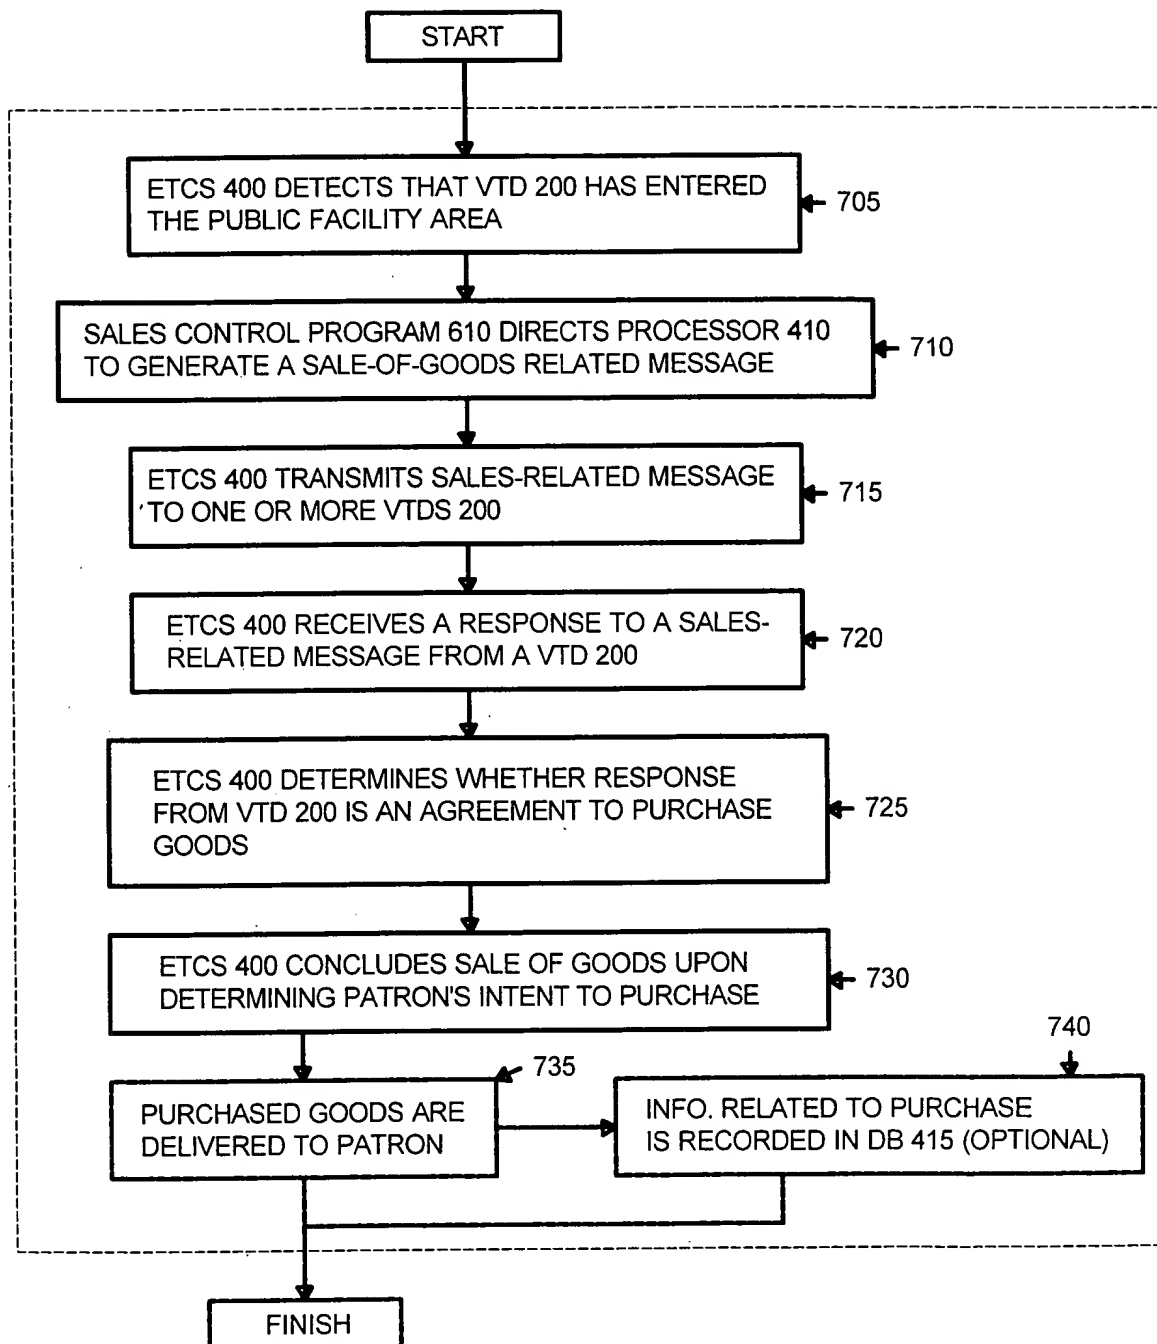 START
ETCS 400 DETECTS THAT VTD 200 HAS ENTERED
THE PUBLIC FACILITY AREA
705
SALES CONTROL PROGRAM 610 DIRECTS PROCESSOR 410
TO GENERATE A SALE-OF-GOODS RELATED MESSAGE
710
ETCS 400 TRANSMITS SALES-RELATED MESSAGE
TO ONE OR MORE VTDS 200
715
ETCS 400 RECEIVES A RESPONSE TO A SALES-
RELATED MESSAGE FROM A VTD 200
720
ETCS 400 DETERMINES WHETHER RESPONSE
FROM VTD 200 IS AN AGREEMENT TO PURCHASE
GOODS
725
ETCS 400 CONCLUDES SALE OF GOODS UPON
DETERMINING PATRON'S INTENT TO PURCHASE
730
PURCHASED GOODS ARE
DELIVERED TO PATRON
735
INFO. RELATED TO PURCHASE
IS RECORDED IN DB 415 (OPTIONAL)
740
FINISH